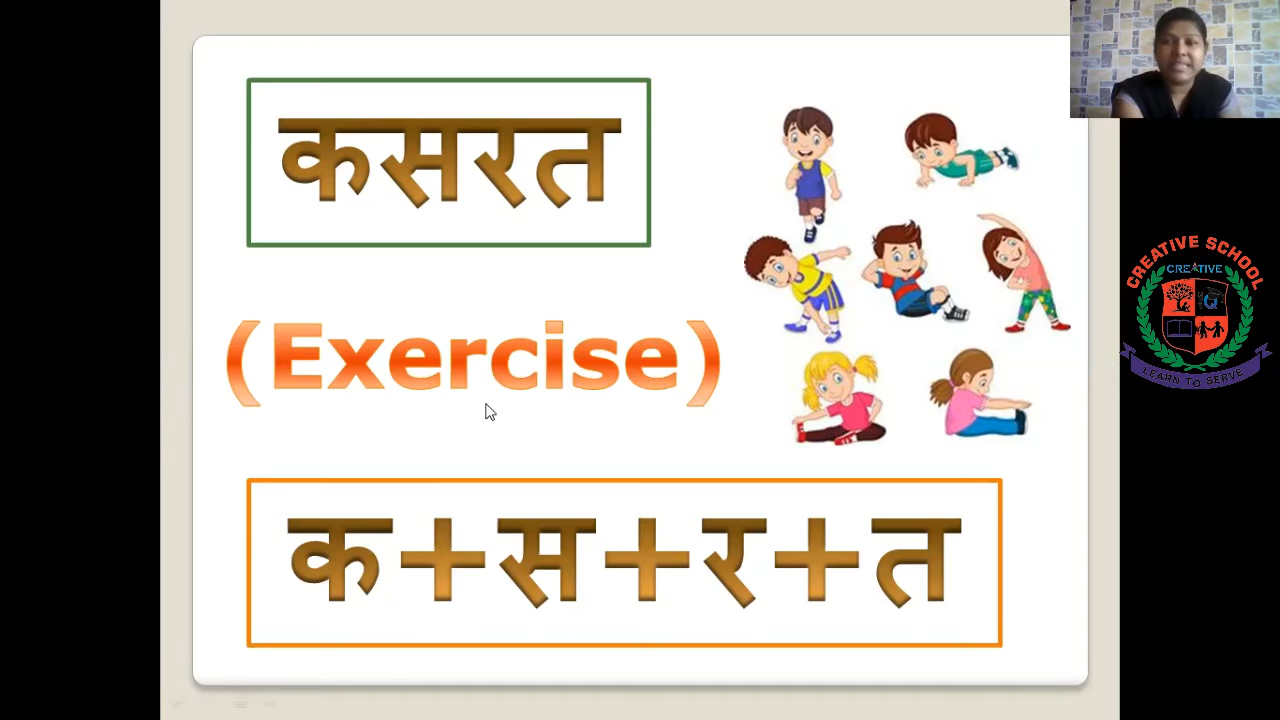 कसरत
(Exercise)
क+स+र+त
CREATIVE SCHOOL
CREATIVE
LEARN TO SERVE